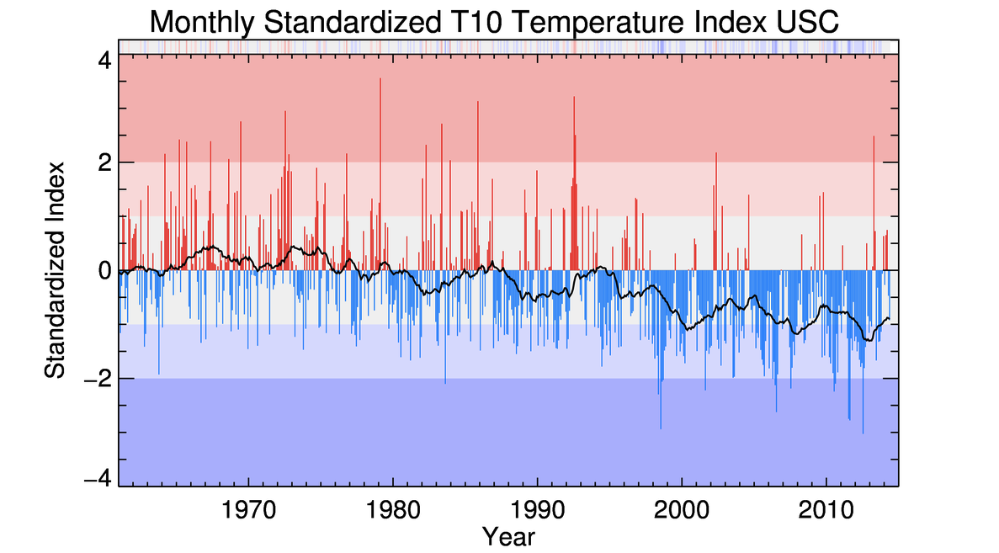 Monthly Standardized T10 Temperature Index USC
4
2
0
−2
−4
Standardized Index
1970 1980 1990 2000 2010
Year